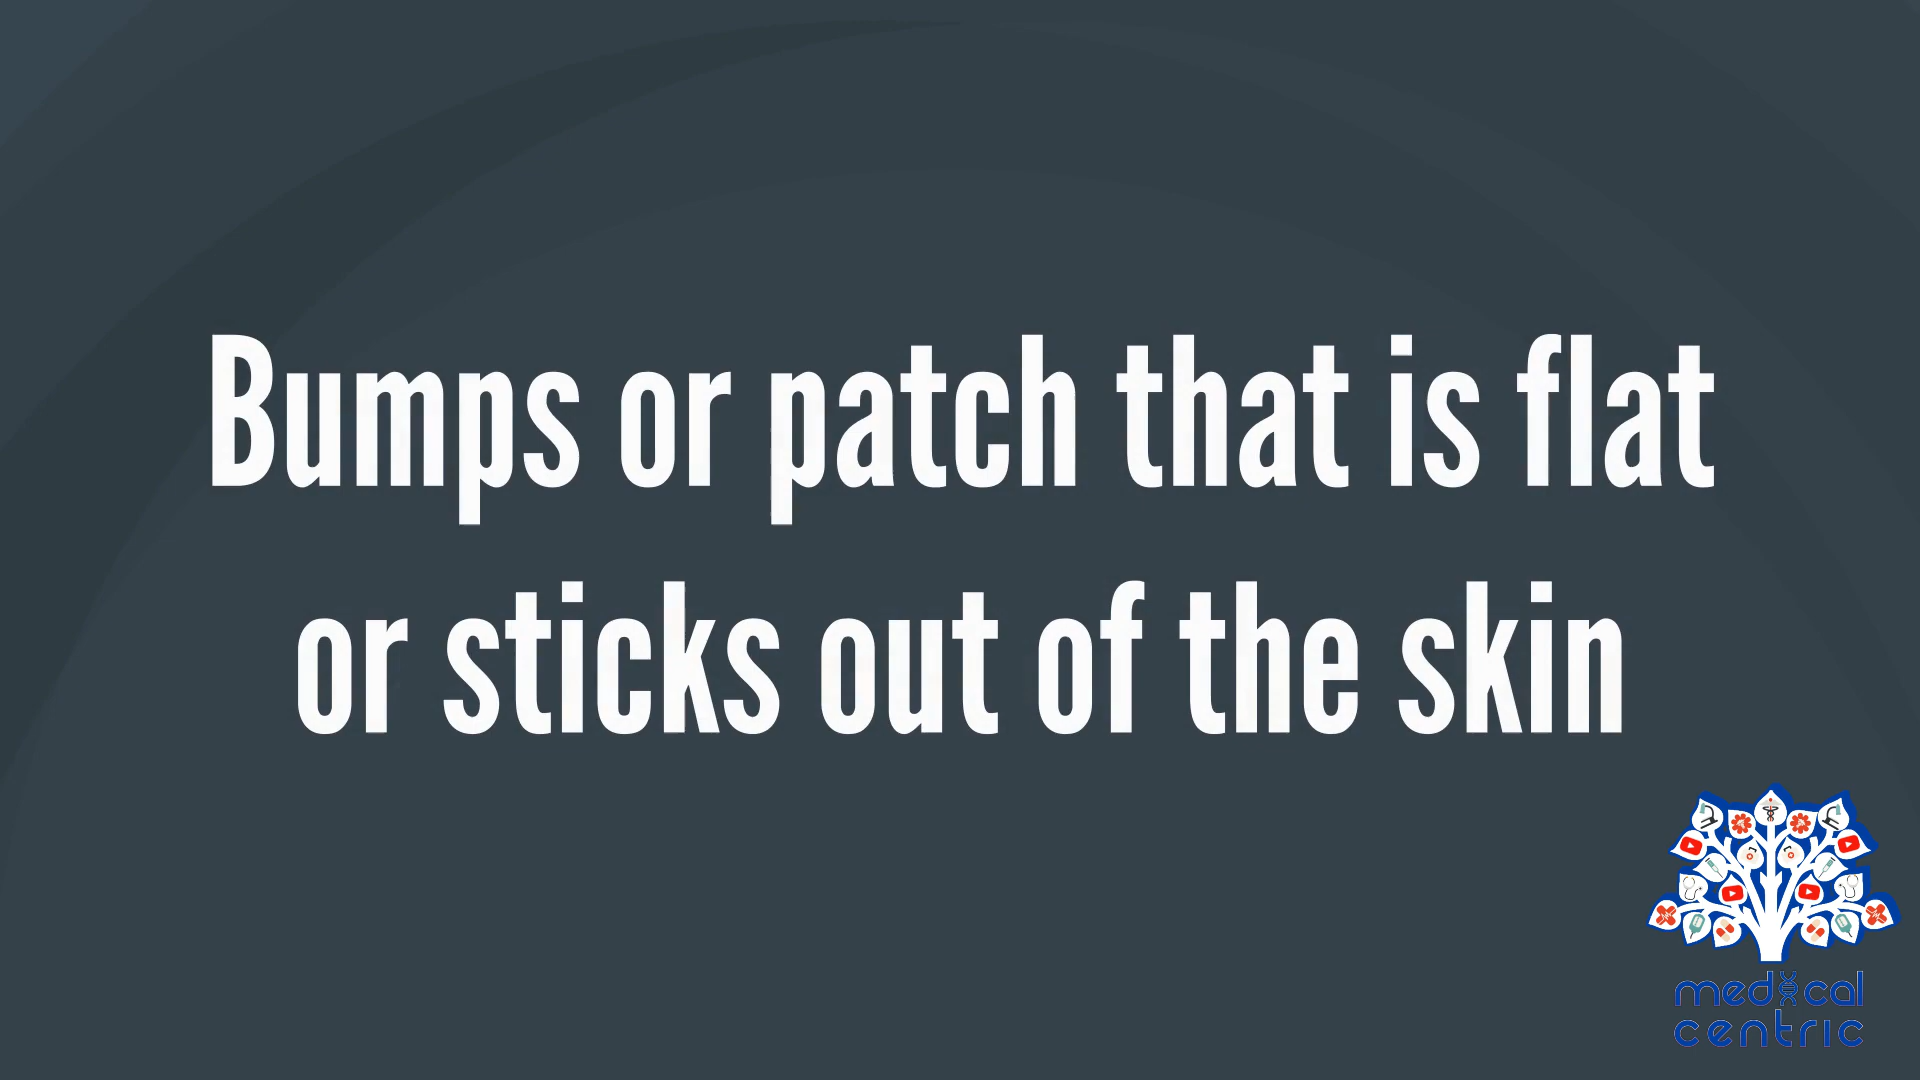 Bumps or patch that is flat
or sticks out of the skin
medical
centric